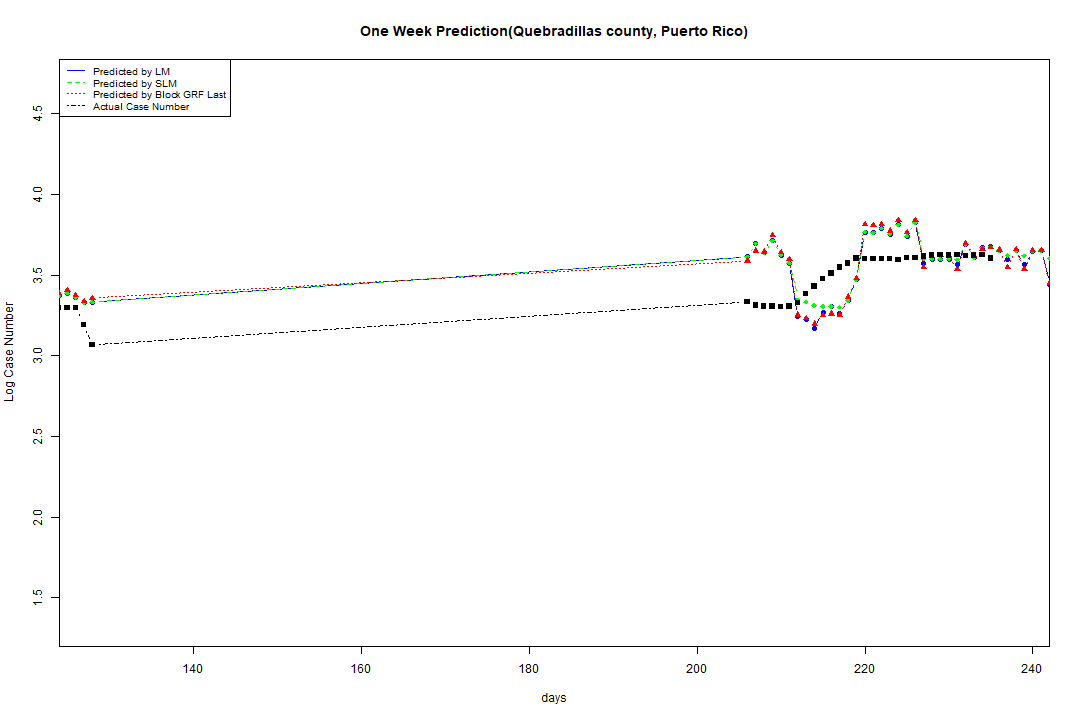 One Week Prediction(Quebradillas county, Puerto Rico)
Predicted by LM
Predicted by SLM
Predicted by Block GRF Last
Actual Case Number
Log Case Number
4.5
4.0
3.5
3.0
2.5
2.0
1.5
140 160 180 200 220 240
days